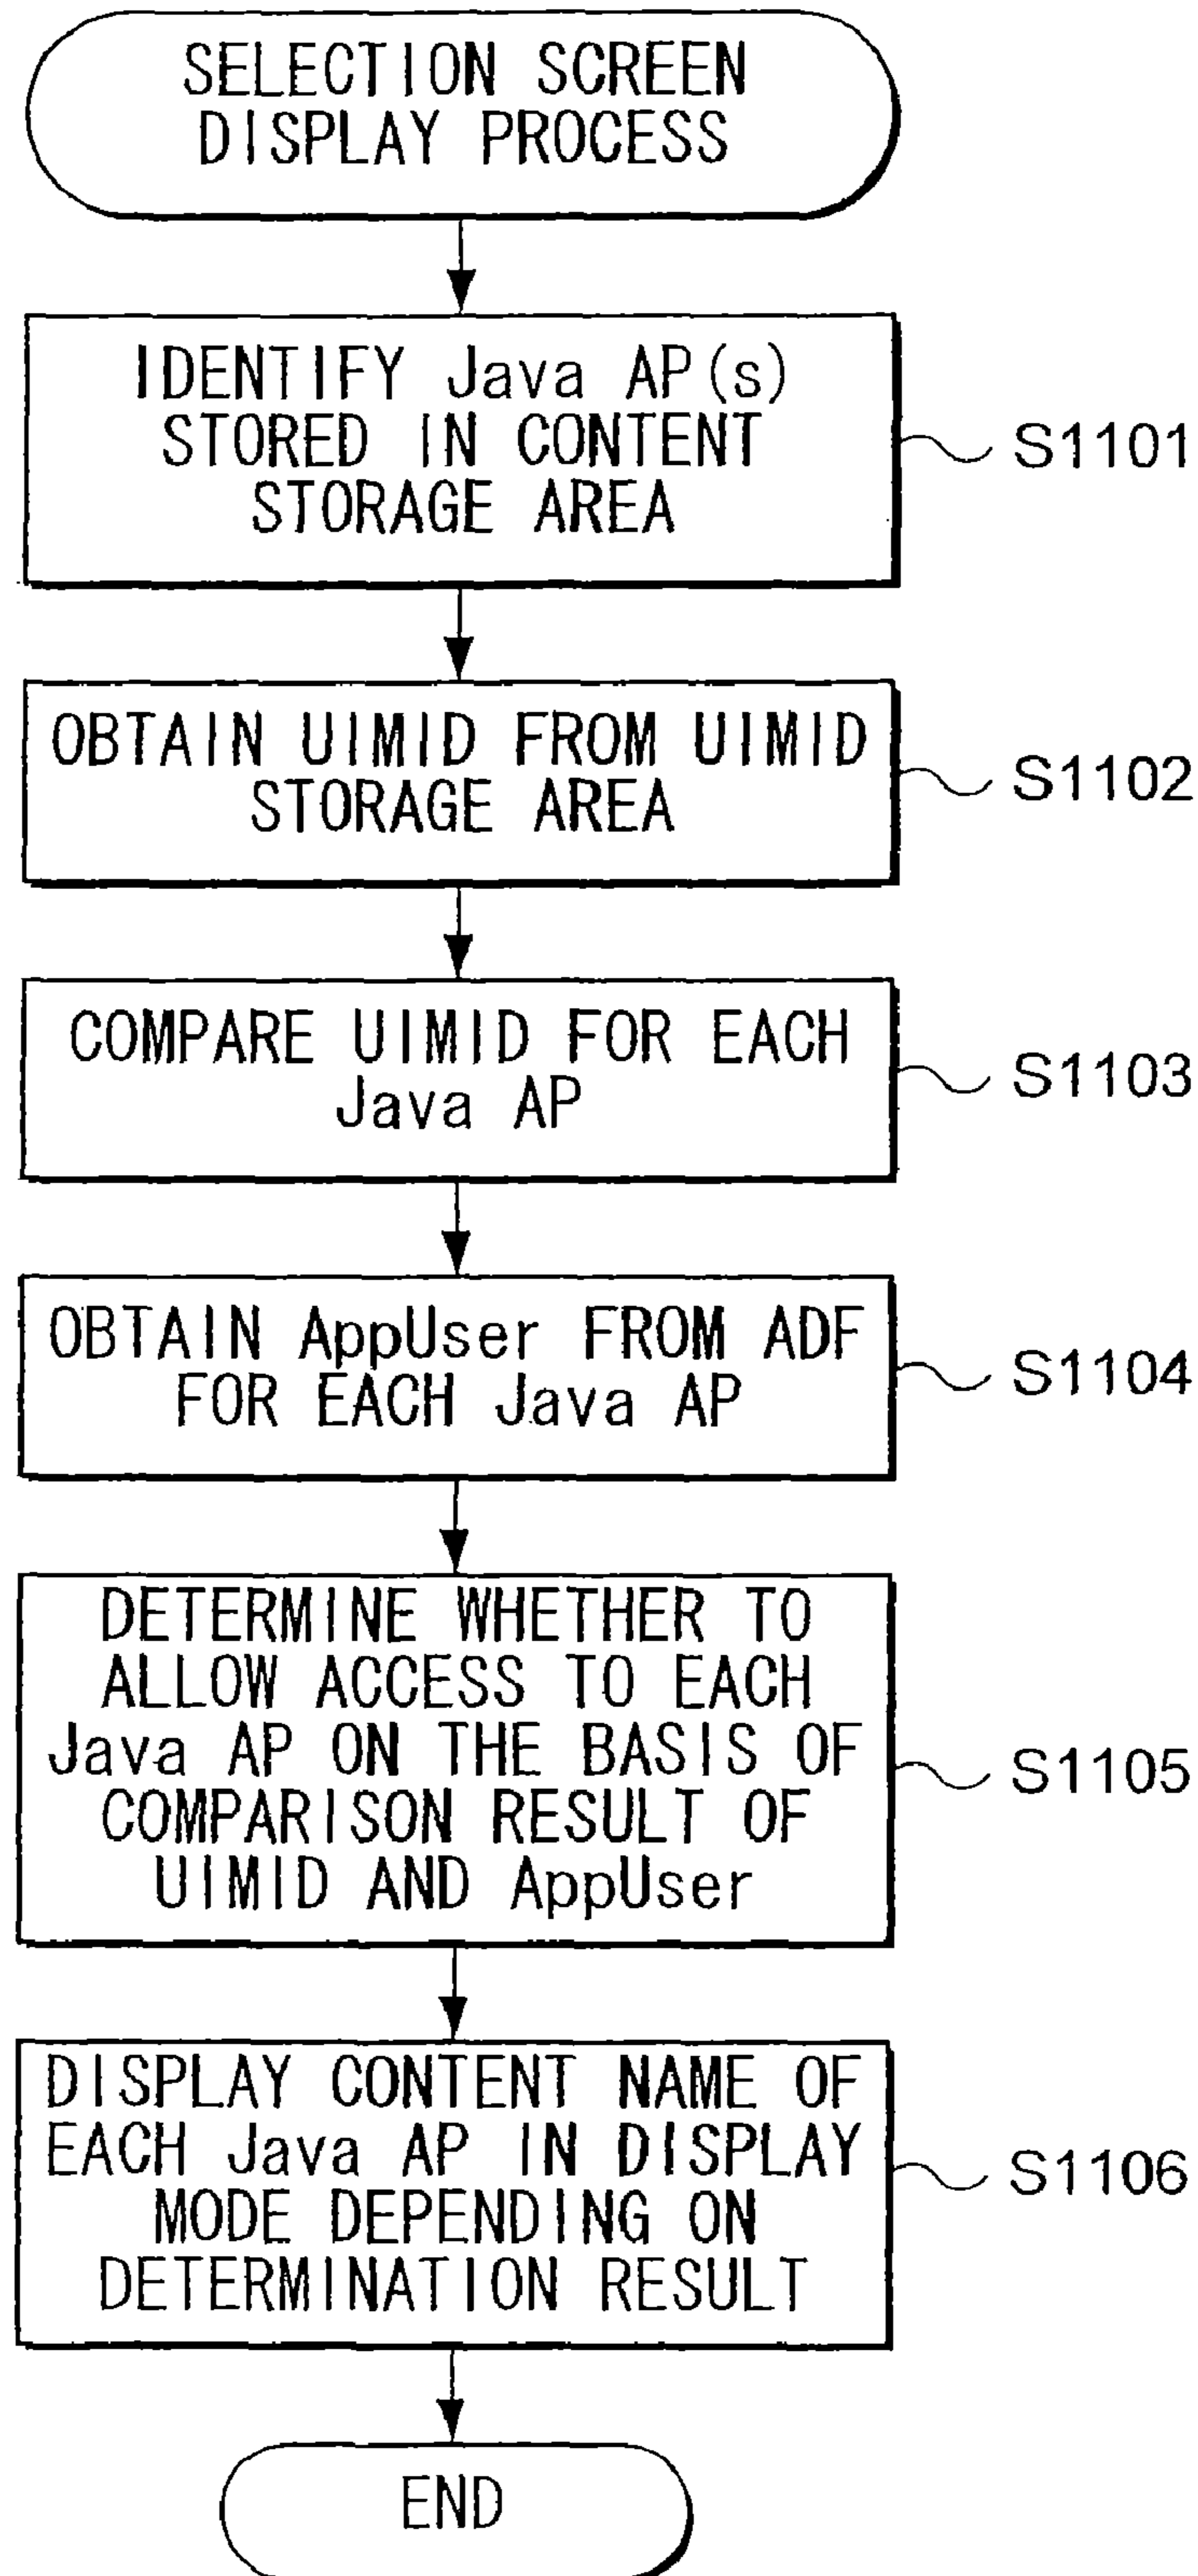 SELECTION SCREEN
DISPLAY PROCESS
IDENTIFY Java AP(s)
STORED IN CONTENT
STORAGE AREA
S1101
OBTAIN UIMID FROM UIMID
STORAGE AREA
S1102
COMPARE UIMID FOR EACH
Java AP
S1103
OBTAIN AppUser FROM ADF
FOR EACH Java AP
S1104
DETERMINE WHETHER TO
ALLOW ACCESS TO EACH
Java AP ON THE BASIS OF
COMPARISON RESULT OF
UIMID AND AppUser
S1105
DISPLAY CONTENT NAME OF
EACH Java AP IN DISPLAY
MODE DEPENDING ON
DETERMINATION RESULT
S1106
END